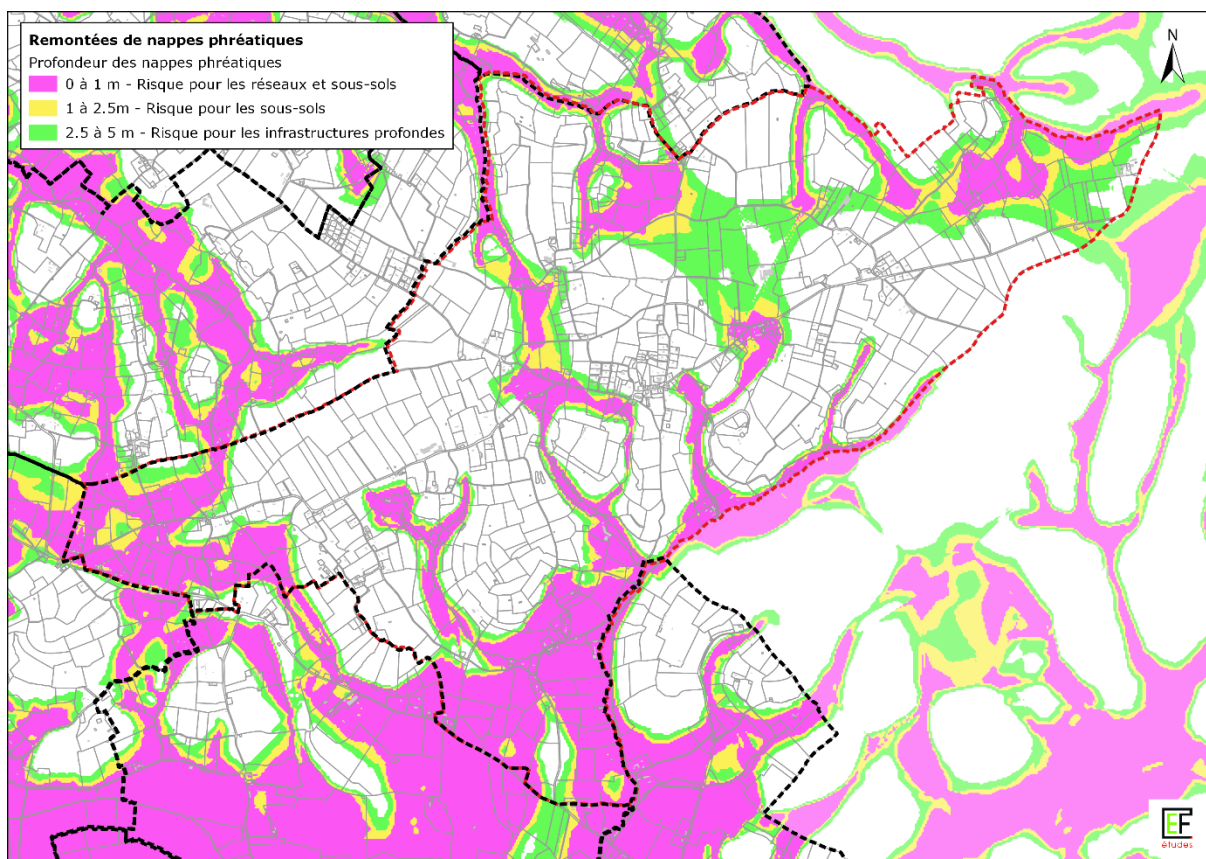 Remontées de nappes phréatiques
Profondeur des nappes phréatiques
0 à 1 m - Risque pour les réseaux et sous-sols
1 à 2.5m - Risque pour les sous-sols
2.5 à 5 m - Risque pour les infrastructures profondes
N
EF
études